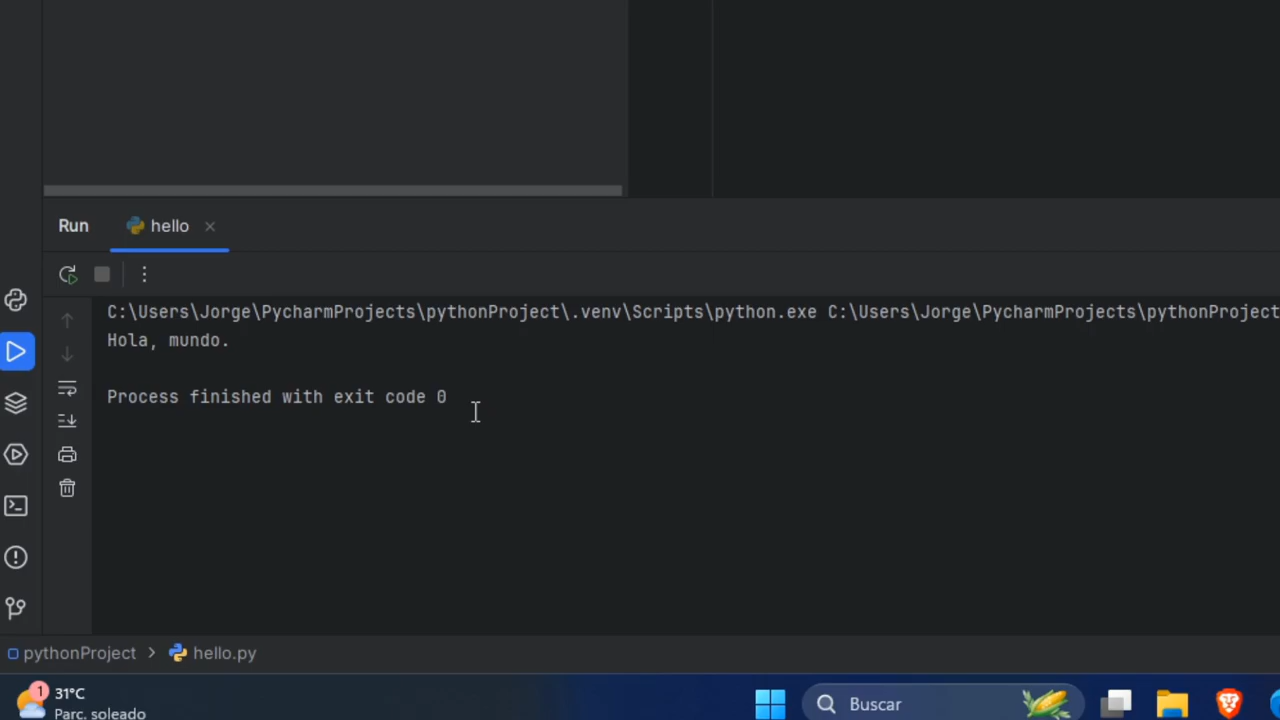 Run hello
C:\Users\Jorge\PycharmProjects\pythonProject\.venv\Scripts\python.exe C:\Users\Jorge\PycharmProjects\pythonProject
Hola, mundo.
Process finished with exit code 0
pythonProject > hello.py
1
31°C
Parc. soleado
Buscar